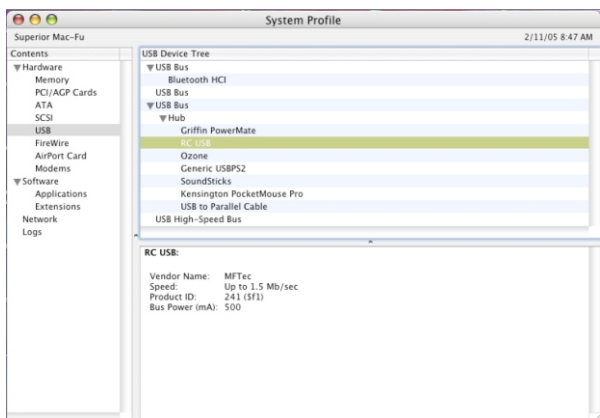 System Profile
Superior Mac-Fu 2/11/05 8:47 AM
Contents
Hardware
Memory
PCI/AGP Cards
ATA
SCSI
USB
FireWire
AirPort Card
Modems
Software
Applications
Extensions
Network
Logs
USB Device Tree
USB Bus
Bluetooth HCI
USB Bus
USB Bus
Hub
Griffin PowerMate
RC USB
Ozone
Generic USBPS2
SoundSticks
Kensington PocketMouse Pro
USB to Parallel Cable
USB High-Speed Bus
RC USB:
Vendor Name: MFTec
Speed: Up to 1.5 Mb/sec
Product ID: 241 ($f1)
Bus Power (mA): 500